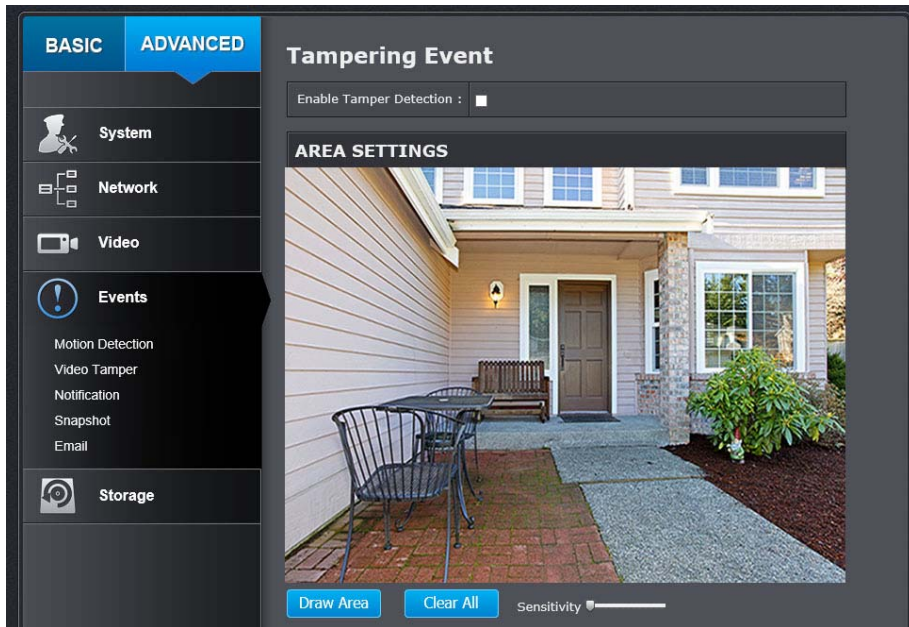 BASIC
ADVANCED
System
Network
Video
Events
Motion Detection
Video Tamper
Notification
Snapshot
Email
Storage
Tampering Event
Enable Tamper Detection :
AREA SETTINGS
Draw Area
Clear All
Sensitivity